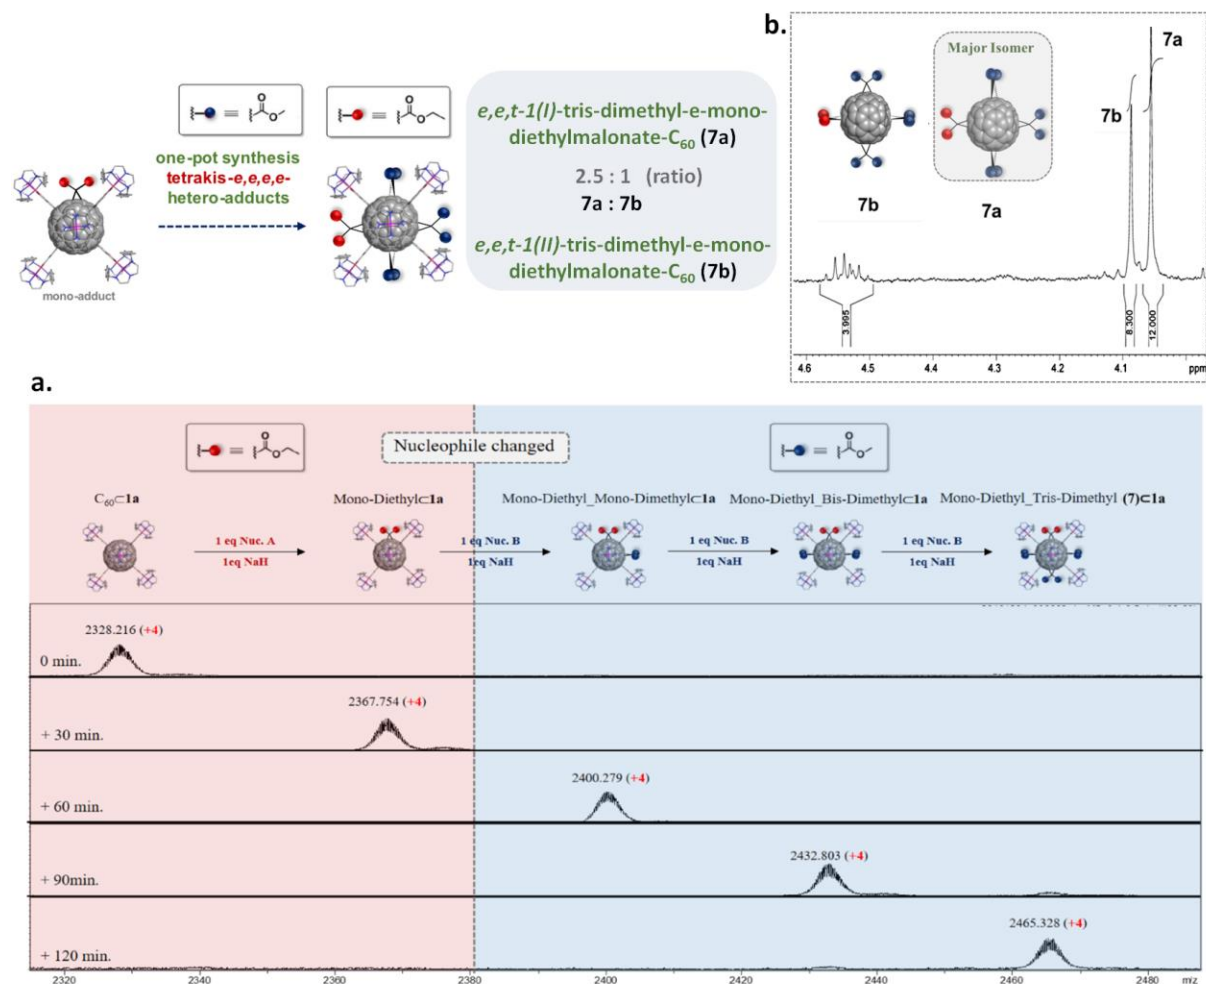 b.
7a
Major Isomer
7b
7b
7a
3.995
8.300
12.000
4.6
4.5
4.4
4.3
4.2
4.1
ppm
O
O
O
O
one-pot synthesis
tetrakis-e,e,e,e-
hetero-adducts
mono-adduct
e,e,t-1(I)-tris-dimethyl-e-mono-
diethylmalonate-C₆₀ (7a)
2.5 : 1 (ratio)
7a : 7b
e,e,t-1(II)-tris-dimethyl-e-mono-
diethylmalonate-C₆₀ (7b)
a.
O
O
Nucleophile changed
O
O
C₆₀⊂1a
Mono-Diethyl⊂1a
Mono-Diethyl_Mono-Dimethyl⊂1a
Mono-Diethyl_Bis-Dimethyl⊂1a
Mono-Diethyl_Tris-Dimethyl (7)⊂1a
1 eq Nuc. A
1eq NaH
1 eq Nuc. B
1eq NaH
1 eq Nuc. B
1eq NaH
1 eq Nuc. B
1eq NaH
0 min.
2328.216 (+4)
+ 30 min.
2367.754 (+4)
+ 60 min.
2400.279 (+4)
+ 90min.
2432.803 (+4)
+ 120 min.
2465.328 (+4)
2320
2340
2360
2380
2400
2420
2440
2460
2480
m/z